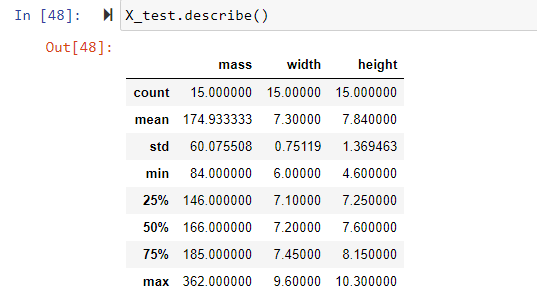 In [48]: X_test.describe()
Out[48]:
mass width height
count 15.000000 15.00000 15.000000
mean 174.933333 7.30000 7.840000
std 60.075508 0.75119 1.369463
min 84.000000 6.00000 4.600000
25% 146.000000 7.10000 7.250000
50% 166.000000 7.20000 7.600000
75% 185.000000 7.45000 8.150000
max 362.000000 9.60000 10.300000